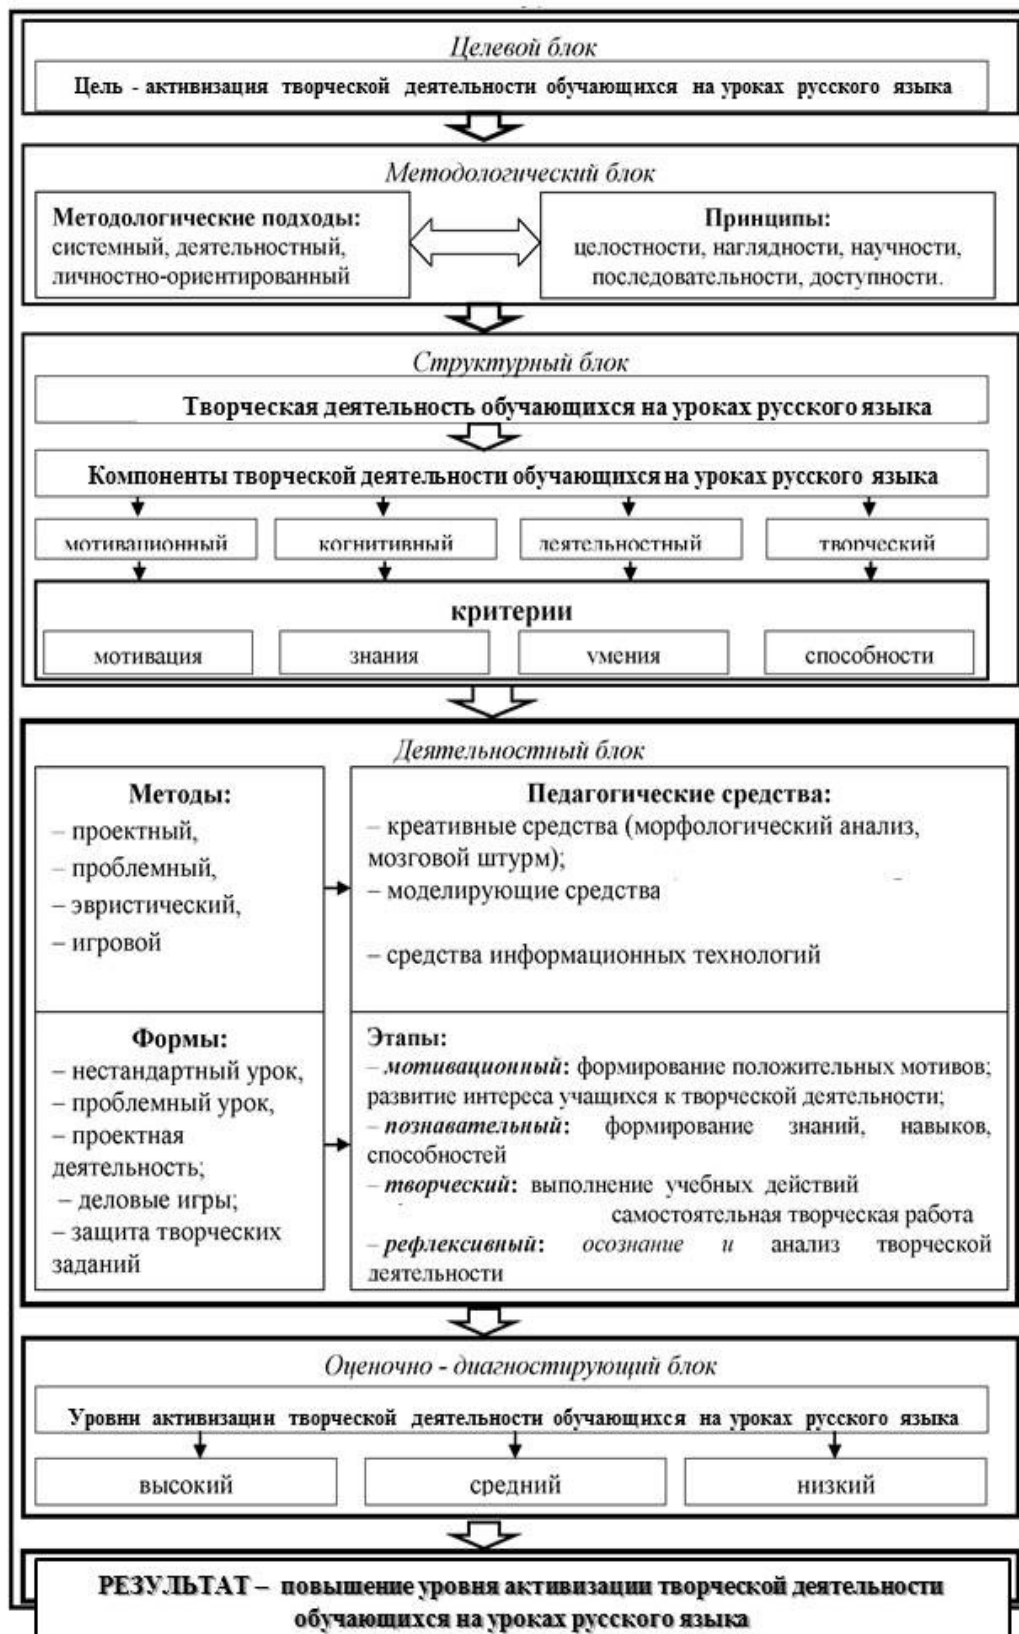 Целевой блок
Цель - активизация творческой деятельности обучающихся на уроках русского языка
Методологический блок
Методологические подходы:
системный, деятельностный,
личностно-ориентированный
Принципы:
целостности, наглядности, научности,
последовательности, доступности.
Структурный блок
Творческая деятельность обучающихся на уроках русского языка
Компоненты творческой деятельности обучающихся на уроках русского языка
мотивационный
когнитивный
деятельностный
творческий
критерии
мотивация
знания
умения
способности
Деятельностный блок
Методы:
– проектный,
– проблемный,
– эвристический,
– игровой
Педагогические средства:
– креативные средства (морфологический анализ,
мозговой штурм);
– моделирующие средства
– средства информационных технологий
Формы:
– нестандартный урок,
– проблемный урок,
– проектная
деятельность;
– деловые игры;
– защита творческих
заданий
Этапы:
– мотивационный: формирование положительных мотивов;
развитие интереса учащихся к творческой деятельности;
– познавательный: формирование знаний, навыков,
способностей
– творческий: выполнение учебных действий
самостоятельная творческая работа
– рефлексивный: осознание и анализ творческой
деятельности
Оценочно - диагностирующий блок
Уровни активизации творческой деятельности обучающихся на уроках русского языка
высокий
средний
низкий
РЕЗУЛЬТАТ – повышение уровня активизации творческой деятельности
обучающихся на уроках русского языка